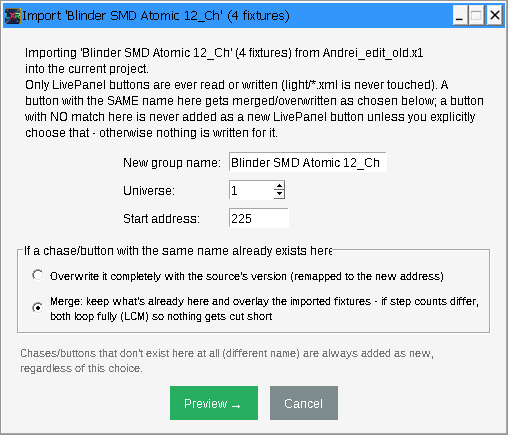 Import 'Blinder SMD Atomic 12_Ch' (4 fixtures)
Importing 'Blinder SMD Atomic 12_Ch' (4 fixtures) from Andrei_edit_old.x1
into the current project.
Only LivePanel buttons are ever read or written (light/*.xml is never touched). A
button with the SAME name here gets merged/overwritten as chosen below; a button
with NO match here is never added as a new LivePanel button unless you explicitly
choose that - otherwise nothing is written for it.
New group name: Blinder SMD Atomic 12_Ch
Universe: 1
Start address: 225
If a chase/button with the same name already exists here
Overwrite it completely with the source's version (remapped to the new address)
Merge: keep what's already here and overlay the imported fixtures - if step counts differ,
both loop fully (LCM) so nothing gets cut short
Chases/buttons that don't exist here at all (different name) are always added as new,
regardless of this choice.
Preview → Cancel